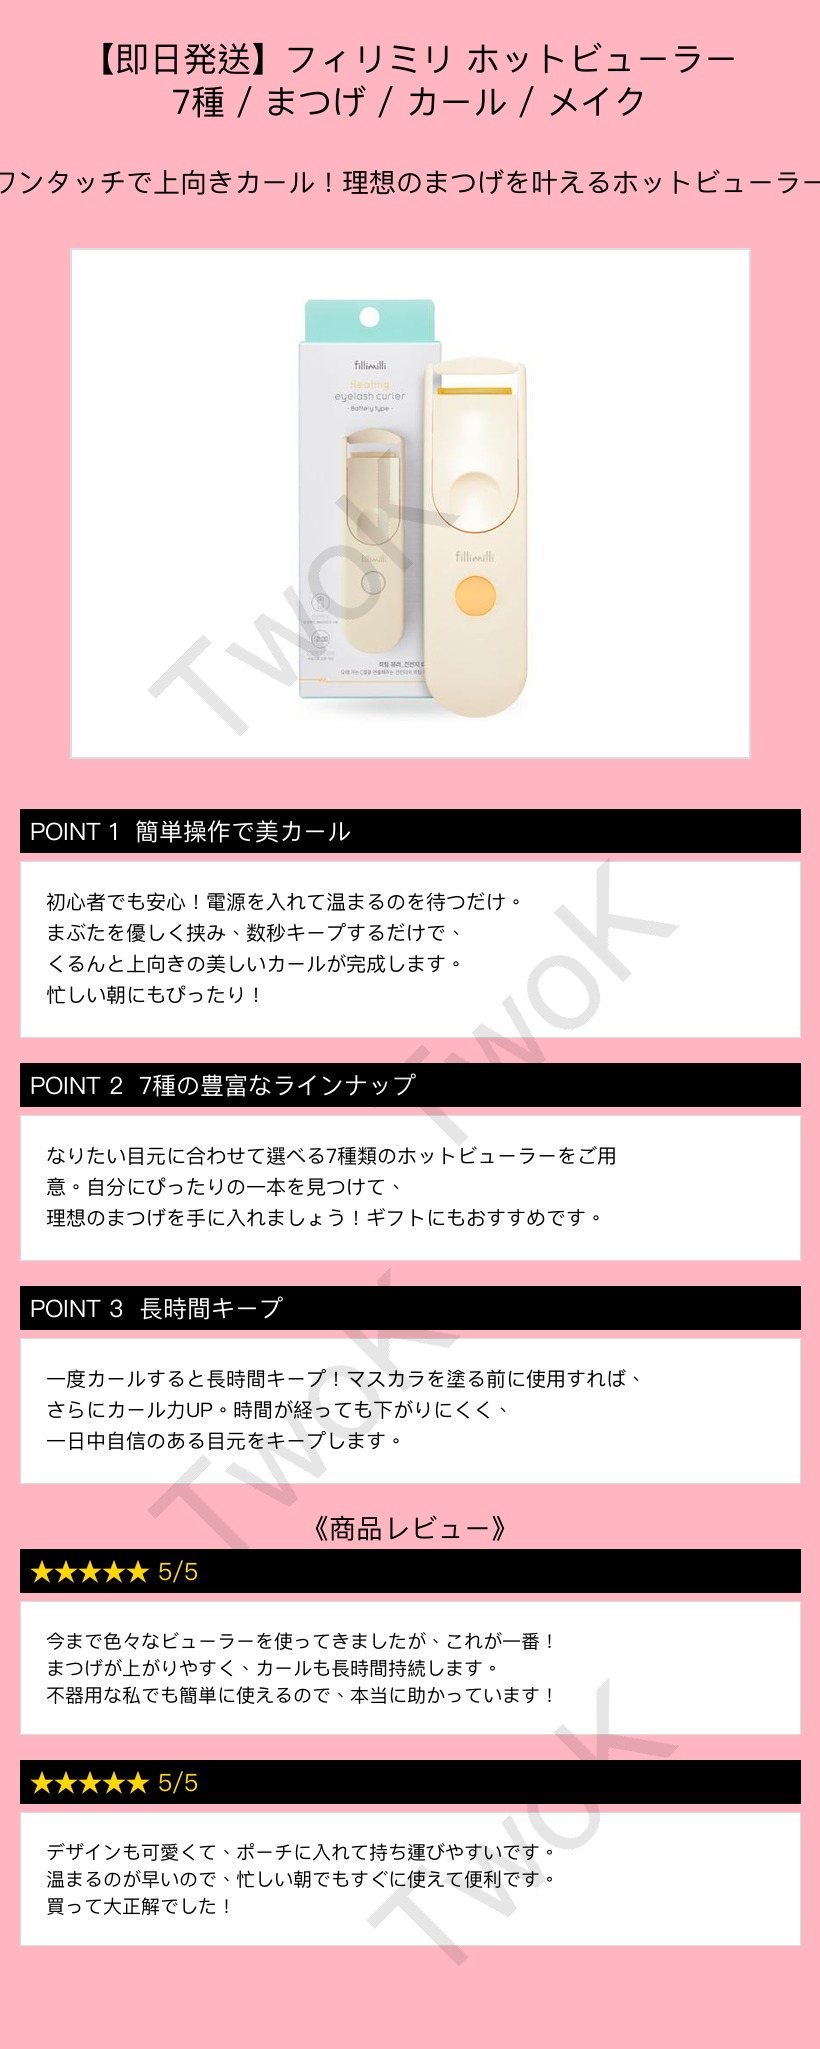 【即日発送】フィリミリ ホットビューラー
7種 / まつげ / カール / メイク
ワンタッチで上向きカール！理想のまつげを叶えるホットビューラー
fillimilli
Heating
eyelash curler
- Battery type -
fillimilli
fillimilli
히팅 뷰러_건전지
TwoK
POINT 1 簡単操作で美カール
初心者でも安心！電源を入れて温まるのを待つだけ。
まぶたを優しく挟み、数秒キープするだけで、
くるんと上向きの美しいカールが完成します。
忙しい朝にもぴったり！
TwoK
POINT 2 7種の豊富なラインナップ
なりたい目元に合わせて選べる7種類のホットビューラーをご用
意。自分にぴったりの一本を見つけて、
理想のまつげを手に入れましょう！ギフトにもおすすめです。
POINT 3 長時間キープ
一度カールすると長時間キープ！マスカラを塗る前に使用すれば、
さらにカール力UP。時間が経っても下がりにくく、
一日中自信のある目元をキープします。
TwoK
《商品レビュー》
★★★★★ 5/5
今まで色々なビューラーを使ってきましたが、これが一番！
まつげが上がりやすく、カールも長時間持続します。
不器用な私でも簡単に使えるので、本当に助かっています！
★★★★★ 5/5
デザインも可愛くて、ポーチに入れて持ち運びやすいです。
温まるのが早いので、忙しい朝でもすぐに使えて便利です。
買って大正解でした！
TwoK